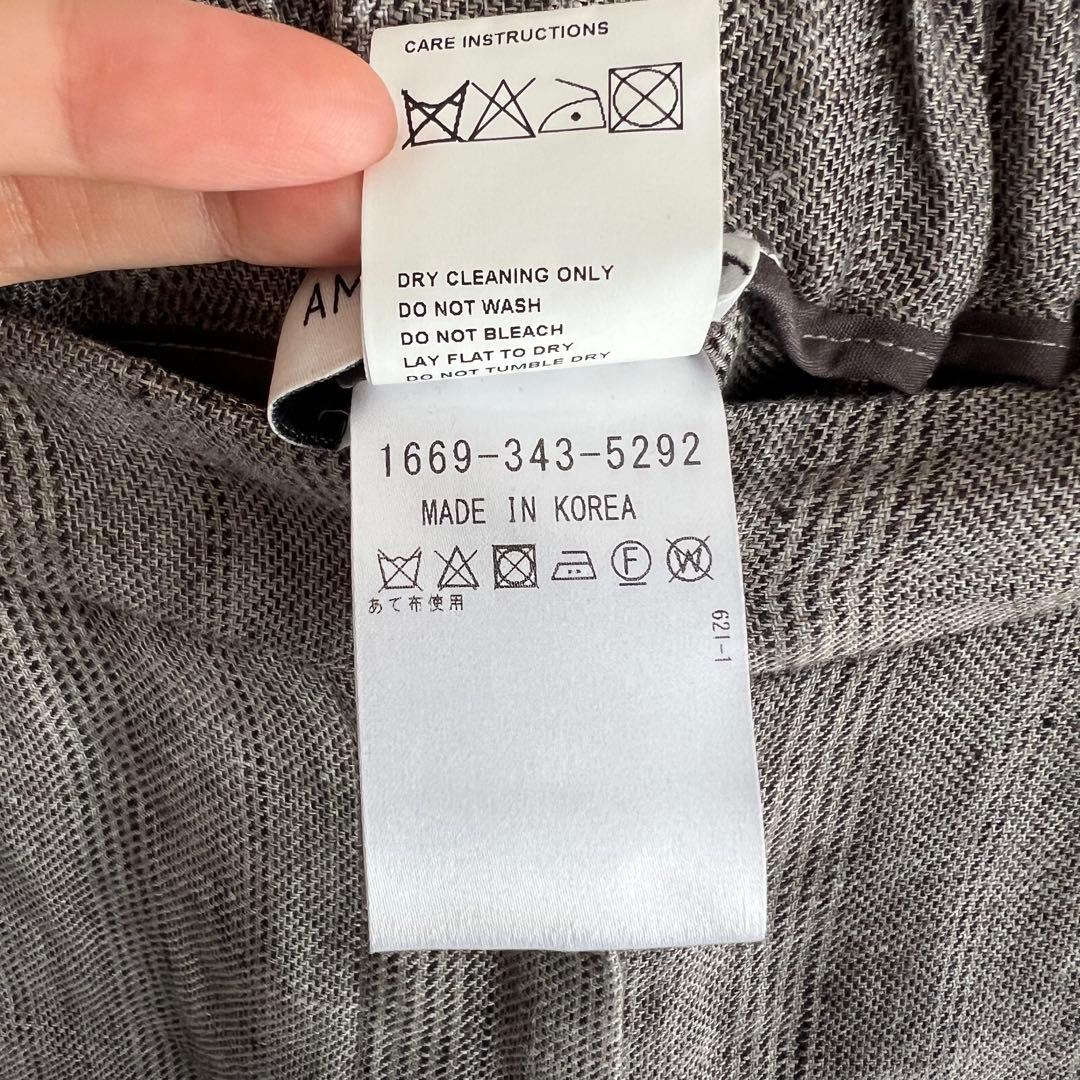 CARE INSTRUCTIONS
DRY CLEANING ONLY
DO NOT WASH
DO NOT BLEACH
LAY FLAT TO DRY
DO NOT TUMBLE DRY
AM
1669-343-5292
MADE IN KOREA
F W
あて布使用
621-1